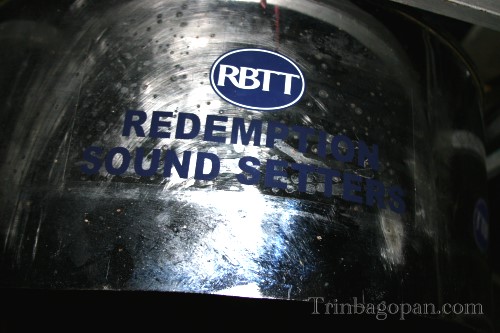 RBTT
REDEMPTION
SOUND SETTERS
Trinbagopan.com